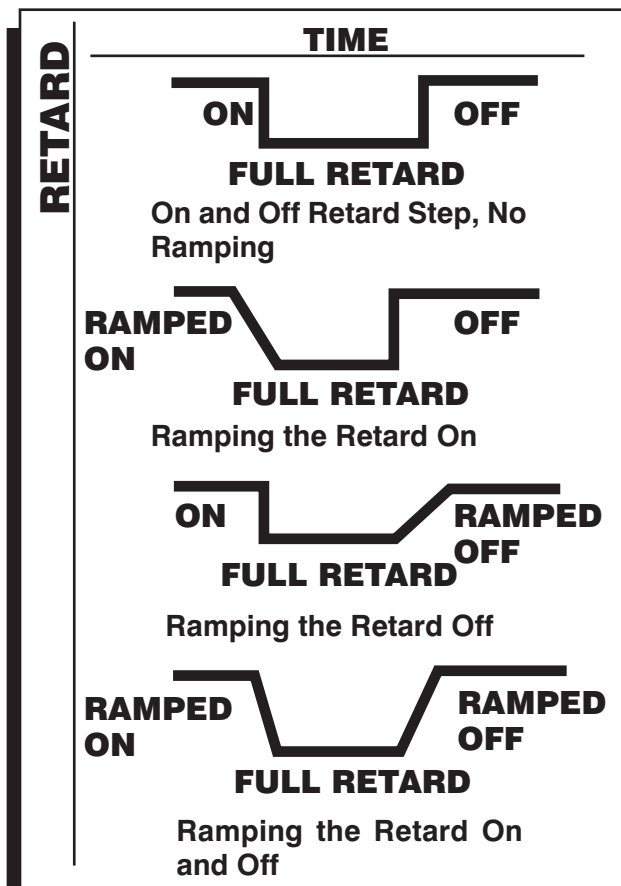 TIME
RETARD
ON
OFF
FULL RETARD
On and Off Retard Step, No
Ramping
RAMPED
ON
OFF
FULL RETARD
Ramping the Retard On
ON
RAMPED
OFF
FULL RETARD
Ramping the Retard Off
RAMPED
ON
RAMPED
OFF
FULL RETARD
Ramping the Retard On
and Off